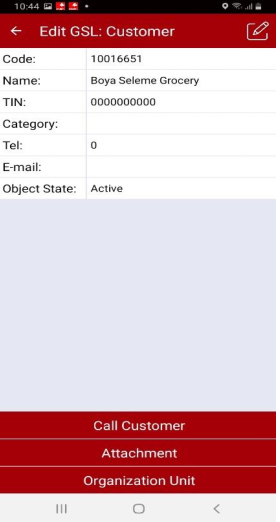 10:44
Edit GSL: Customer
Code: 10016651
Name: Boya Seleme Grocery
TIN: 0000000000
Category:
Tel: 0
E-mail:
Object State: Active
Call Customer
Attachment
Organization Unit